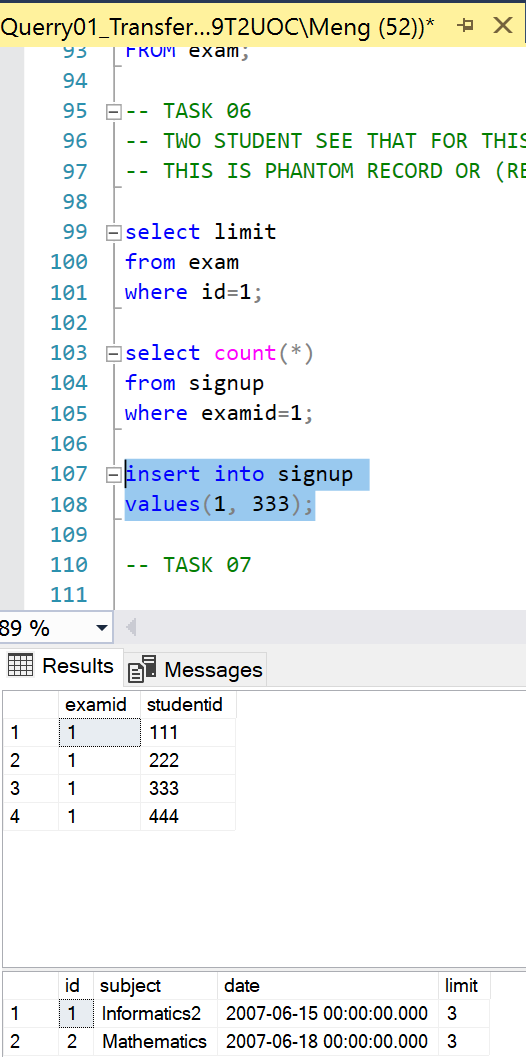 Querry01_Transfer...9T2UOC\Meng (52))*
93 FROM exam;
94
95 -- TASK 06
96 -- TWO STUDENT SEE THAT FOR THIS
97 -- THIS IS PHANTOM RECORD OR (RE
98
99 select limit
100 from exam
101 where id=1;
102
103 select count(*)
104 from signup
105 where examid=1;
106
107 insert into signup
108 values(1, 333);
109
110 -- TASK 07
111
89 %
Results Messages
examid studentid
1 1 111
2 1 222
3 1 333
4 1 444
id subject date limit
1 1 Informatics2 2007-06-15 00:00:00.000 3
2 2 Mathematics 2007-06-18 00:00:00.000 3